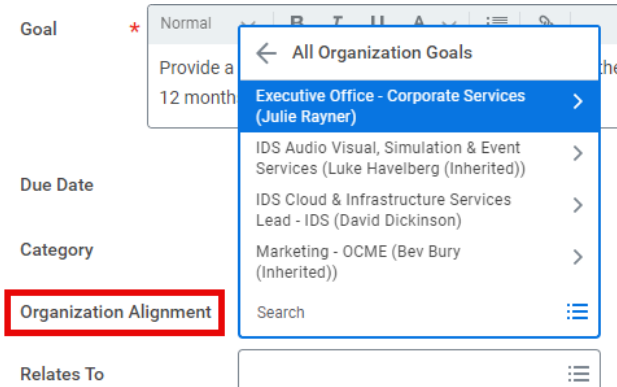 Goal *
Normal B I U A
Provide a the
12 month
All Organization Goals
Executive Office - Corporate Services
(Julie Rayner)
IDS Audio Visual, Simulation & Event
Services (Luke Havelberg (Inherited))
IDS Cloud & Infrastructure Services
Lead - IDS (David Dickinson)
Marketing - OCME (Bev Bury
(Inherited))
Due Date
Category
Organization Alignment
Search
Relates To